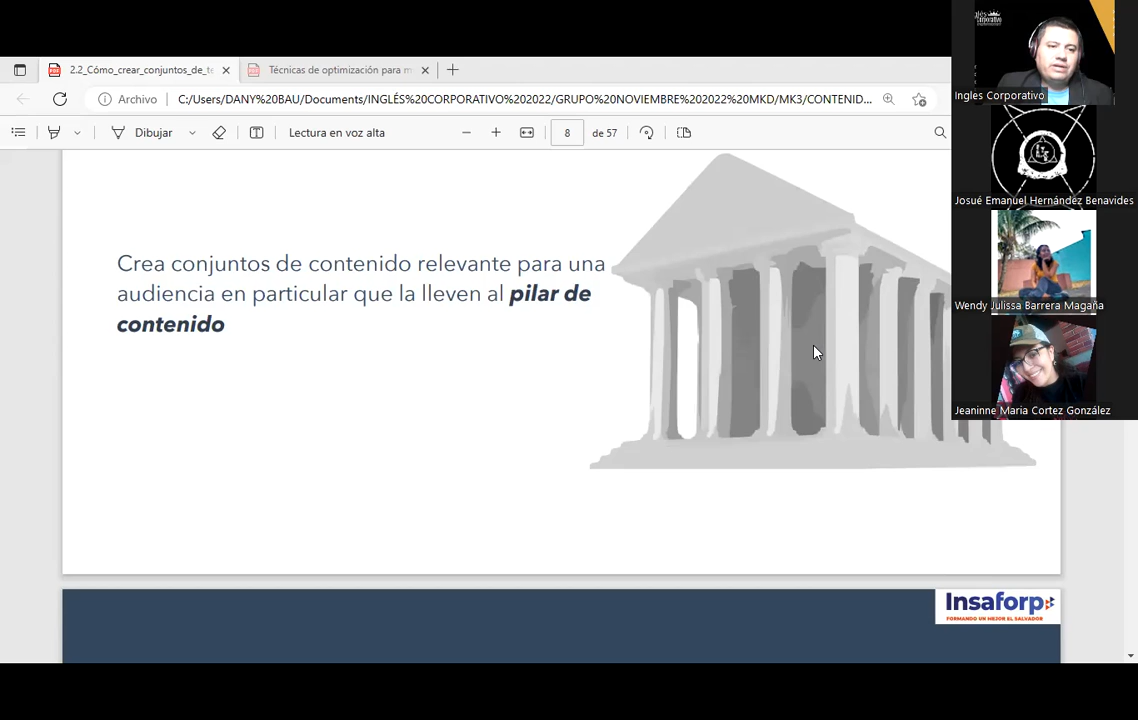 2.2_Cómo_crear_conjuntos_de_te
Técnicas de optimización para m
Archivo
C:/Users/DANY%20BAU/Documents/INGLÉS%20CORPORATIVO%202022/GRUPO%20NOVIEMBRE%202022%20MKD/MK3/CONTENID...
Dibujar
Lectura en voz alta
8
de 57
Crea conjuntos de contenido relevante para una
audiencia en particular que la lleven al pilar de
contenido
Insaforp
FORMANDO UN MEJOR EL SALVADOR
Ingles Corporativo
Josué Emanuel Hernández Benavides
Wendy Julissa Barrera Magaña
Jeaninne Maria Cortez González